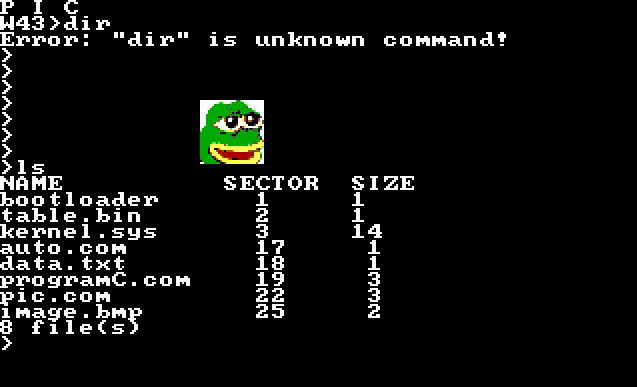 P I C
W43>dir
Error: "dir" is unknown command!
>
>
>
>
>
>
>
>ls
NAME SECTOR SIZE
bootloader 1 1
table.bin 2 1
kernel.sys 3 14
auto.com 17 1
data.txt 18 1
programC.com 19 3
pic.com 22 3
image.bmp 25 2
8 file(s)
>